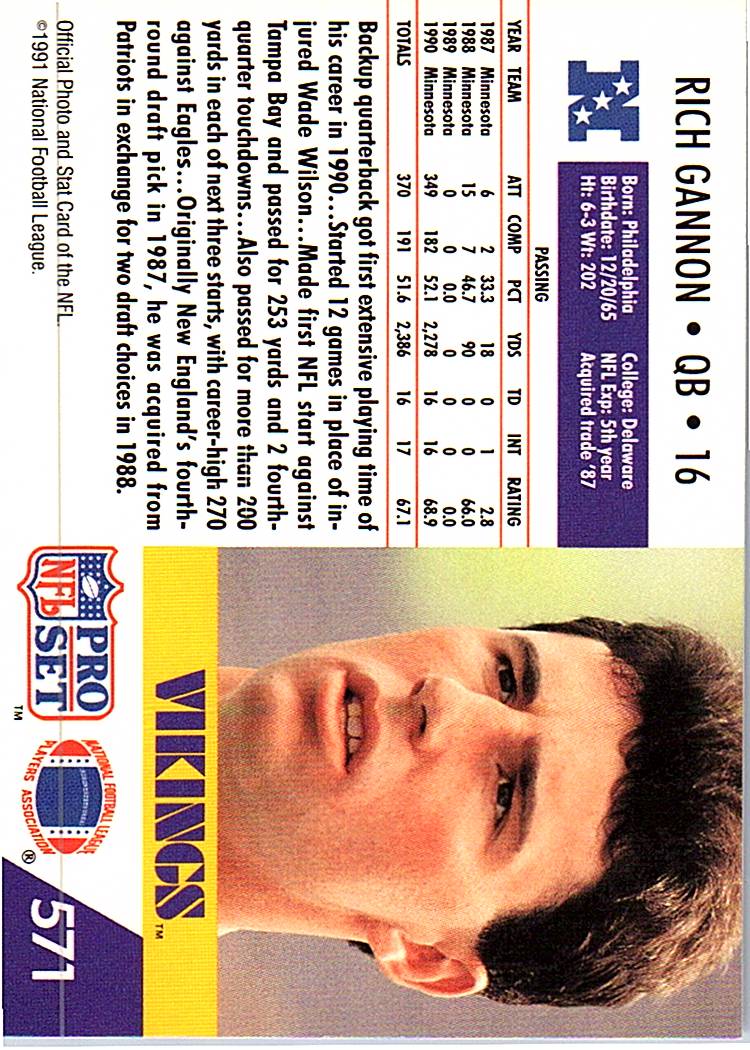 RICH GANNON • QB • 16
Born: Philadelphia College: Delaware
Birthdate: 12/20/65 NFL Exp: 5th year
Ht: 6-3 Wt: 202 Acquired trade '87
PASSING
YEAR TEAM ATT COMP PCT YDS TD INT RATING
1987 Minnesota 6 2 33.3 18 0 1 2.8
1988 Minnesota 15 7 46.7 90 0 0 66.0
1989 Minnesota 0 0 0.0 0 0 0 0.0
1990 Minnesota 349 182 52.1 2,278 16 16 68.9
TOTALS 370 191 51.6 2,386 16 17 67.1
Backup quarterback got first extensive playing time of
his career in 1990...Started 12 games in place of in-
jured Wade Wilson...Made first NFL start against
Tampa Bay and passed for 253 yards and 2 fourth-
quarter touchdowns...Also passed for more than 200
yards in each of next three starts, with career-high 270
against Eagles...Originally New England's fourth-
round draft pick in 1987, he was acquired from
Patriots in exchange for two draft choices in 1988.
Official Photo and Stat Card of the NFL.
©1991 National Football League.
VIKINGS™
NFL
PRO
SET™
NATIONAL FOOTBALL LEAGUE
PLAYERS ASSOCIATION®
571